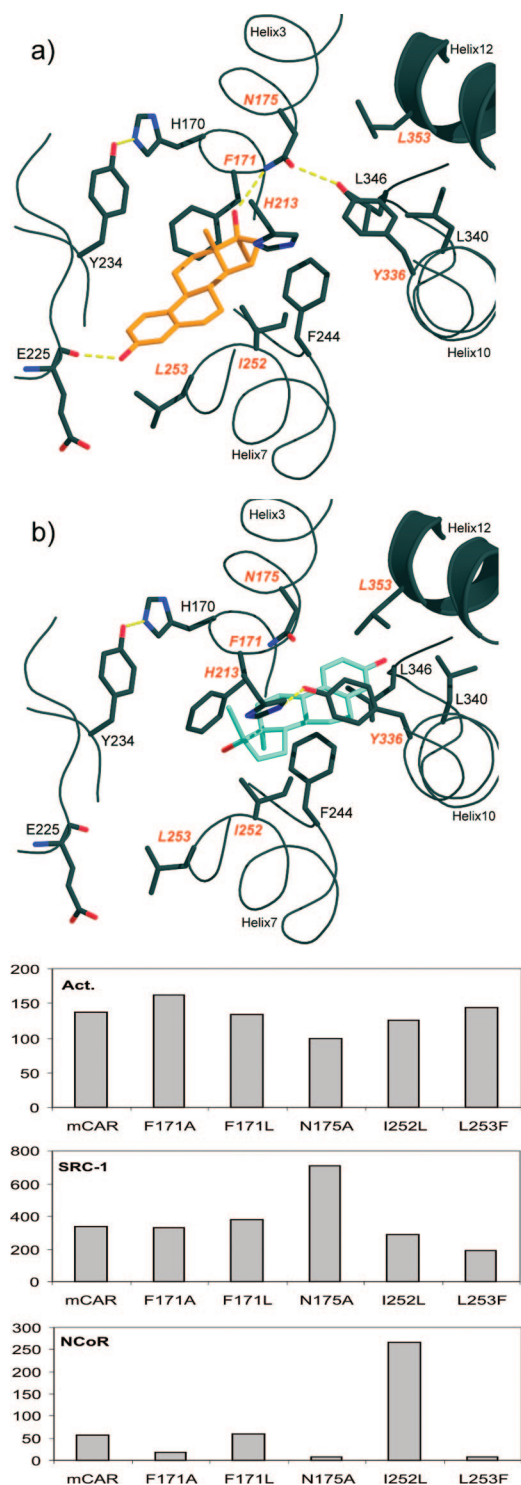 a)
Helix3
Helix12
N175
H170
L353
F171
L346
H213
L340
Y234
Y336
F244
E225
I252
Helix10
L253
Helix7
b)
Helix3
Helix12
N175
H170
L353
F171
H213
L346
L340
Y234
Y336
F244
E225
L253
I252
Helix10
Helix7
200
Act.
150
100
50
0
mCAR F171A F171L N175A I252L L253F
800
SRC-1
600
400
200
0
mCAR F171A F171L N175A I252L L253F
300
NCoR
250
200
150
100
50
0
mCAR F171A F171L N175A I252L L253F